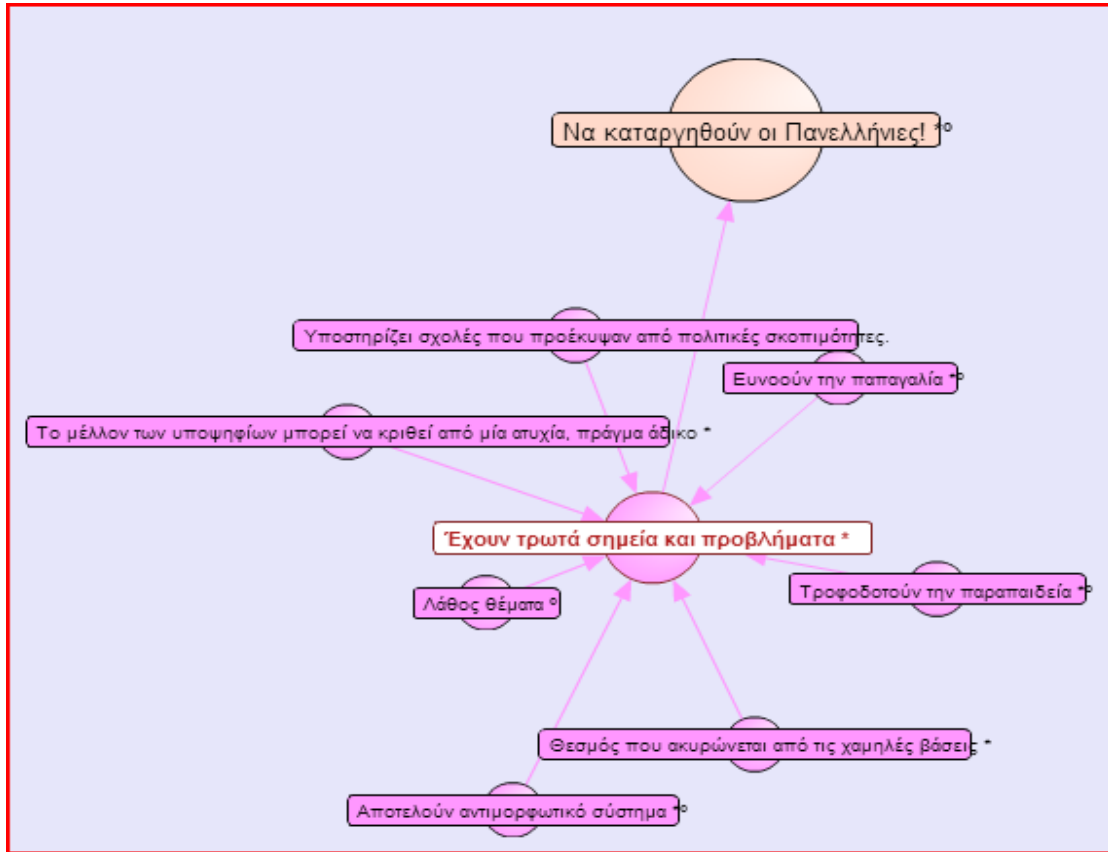 Να καταργηθούν οι Πανελλήνιες! *º
Υποστηρίζει σχολές που προέκυψαν από πολιτικές σκοπιμότητες.
Ευνοούν την παπαγαλία *º
Το μέλλον των υποψηφίων μπορεί να κριθεί από μία ατυχία, πράγμα άδικο *
Έχουν τρωτά σημεία και προβλήματα *
Τροφοδοτούν την παραπαιδεία *º
Λάθος θέματα º
Θεσμός που ακυρώνεται από τις χαμηλές βάσεις *
Αποτελούν αντιμορφωτικό σύστημα *º